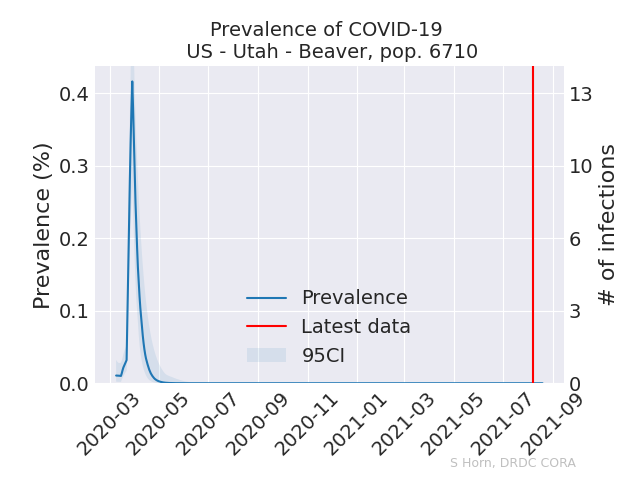 Prevalence of COVID-19
US - Utah - Beaver, pop. 6710
Prevalence (%)
0.4
0.3
0.2
0.1
0.0
13
10
6
3
0
# of infections
Prevalence
Latest data
95CI
2020-03
2020-05
2020-07
2020-09
2020-11
2021-01
2021-03
2021-05
2021-07
2021-09
S Horn, DRDC CORA